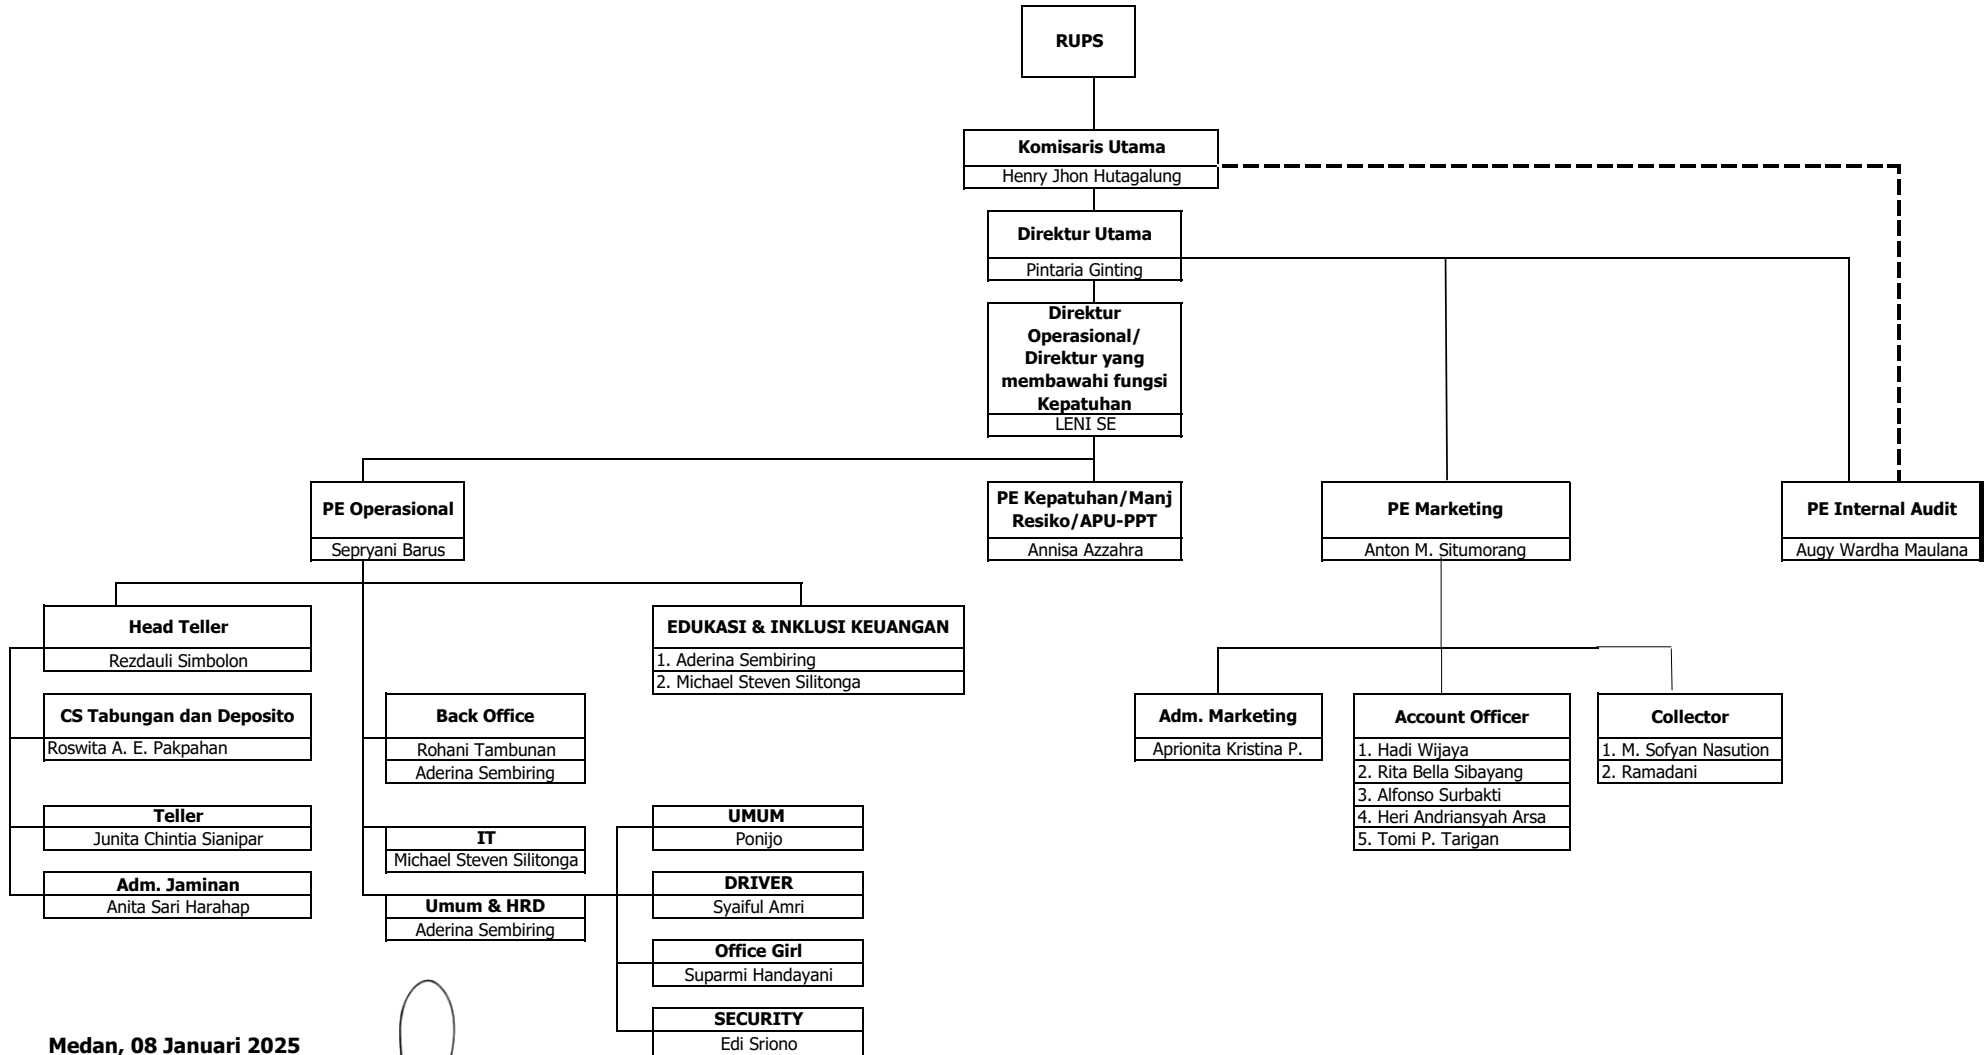 RUPS
Komisaris Utama
Henry Jhon Hutagalung
Direktur Utama
Pintaria Ginting
Direktur
Operasional/
Direktur yang
membawahi fungsi
Kepatuhan
LENI SE
PE Operasional
Sepryani Barus
PE Kepatuhan/Manj
Resiko/APU-PPT
Annisa Azzahra
PE Marketing
Anton M. Situmorang
PE Internal Audit
Augy Wardha Maulana
Head Teller
Rezdauli Simbolon
EDUKASI & INKLUSI KEUANGAN
1. Aderina Sembiring
2. Michael Steven Silitonga
CS Tabungan dan Deposito
Roswita A. E. Pakpahan
Back Office
Rohani Tambunan
Aderina Sembiring
Adm. Marketing
Aprionita Kristina P.
Account Officer
1. Hadi Wijaya
2. Rita Bella Sibayang
3. Alfonso Surbakti
4. Heri Andriansyah Arsa
5. Tomi P. Tarigan
Collector
1. M. Sofyan Nasution
2. Ramadani
Teller
Junita Chintia Sianipar
IT
Michael Steven Silitonga
UMUM
Ponijo
Adm. Jaminan
Anita Sari Harahap
Umum & HRD
Aderina Sembiring
DRIVER
Syaiful Amri
Office Girl
Suparmi Handayani
SECURITY
Edi Sriono
Medan, 08 Januari 2025